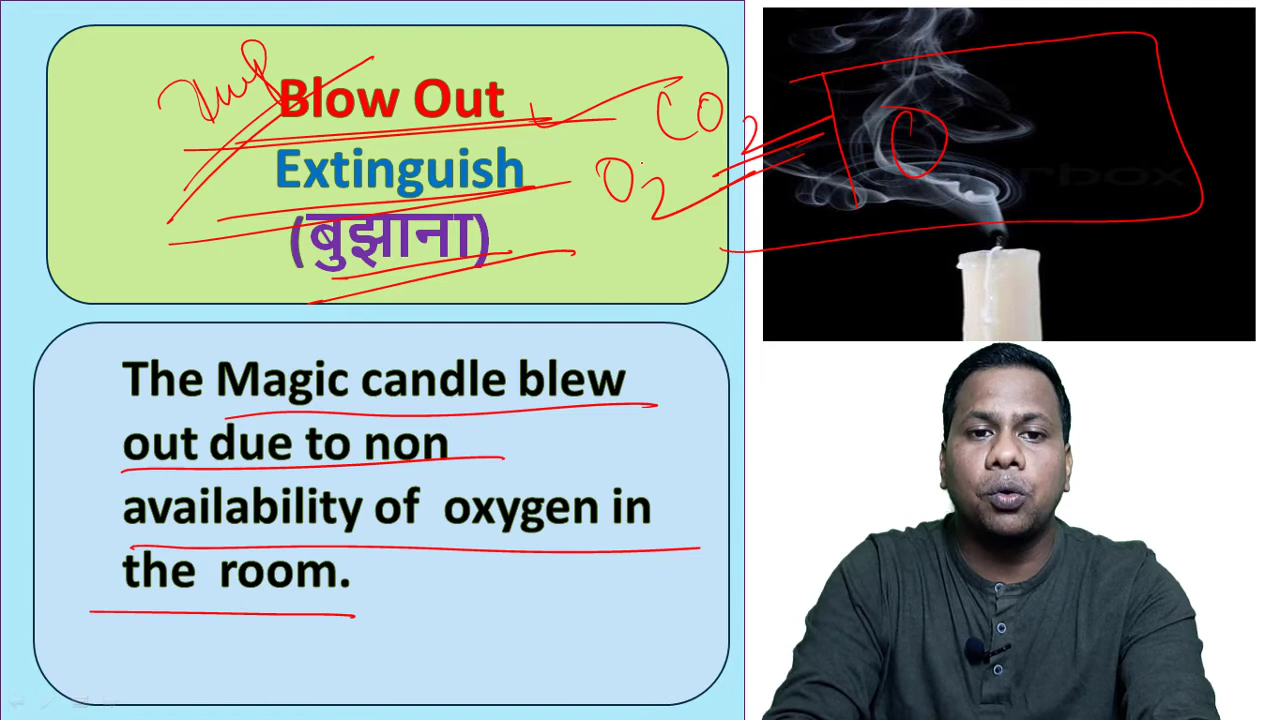 Blow Out
Extinguish
(बुझाना)
CO2
O2
The Magic candle blew
out due to non
availability of oxygen in
the room.